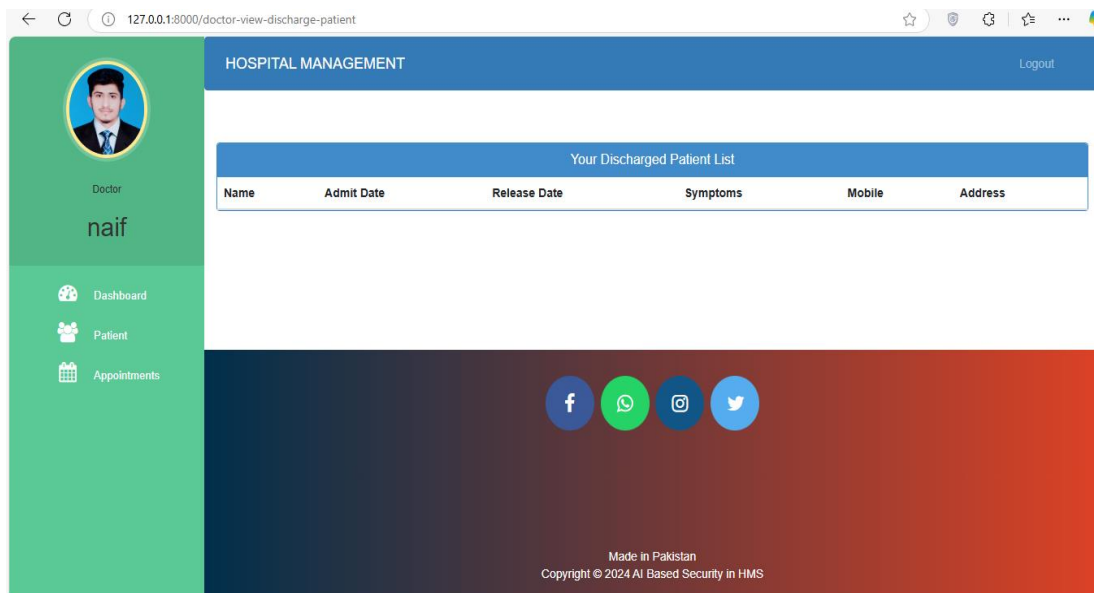 127.0.0.1:8000/doctor-view-discharge-patient
HOSPITAL MANAGEMENT
Logout
Doctor
naif
Dashboard
Patient
Appointments
Your Discharged Patient List
Name Admit Date Release Date Symptoms Mobile Address
Made in Pakistan
Copyright © 2024 AI Based Security in HMS